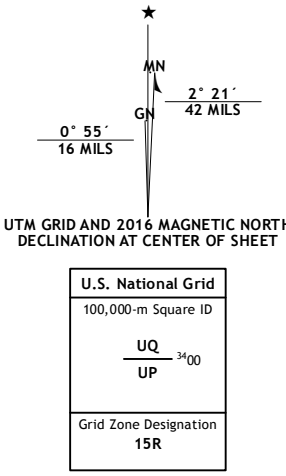 ★
MN
2° 21´
42 MILS
GN
0° 55´
16 MILS
UTM GRID AND 2016 MAGNETIC NORTH
DECLINATION AT CENTER OF SHEET
U.S. National Grid
100,000-m Square ID
UQ
UP
3400
Grid Zone Designation
15R